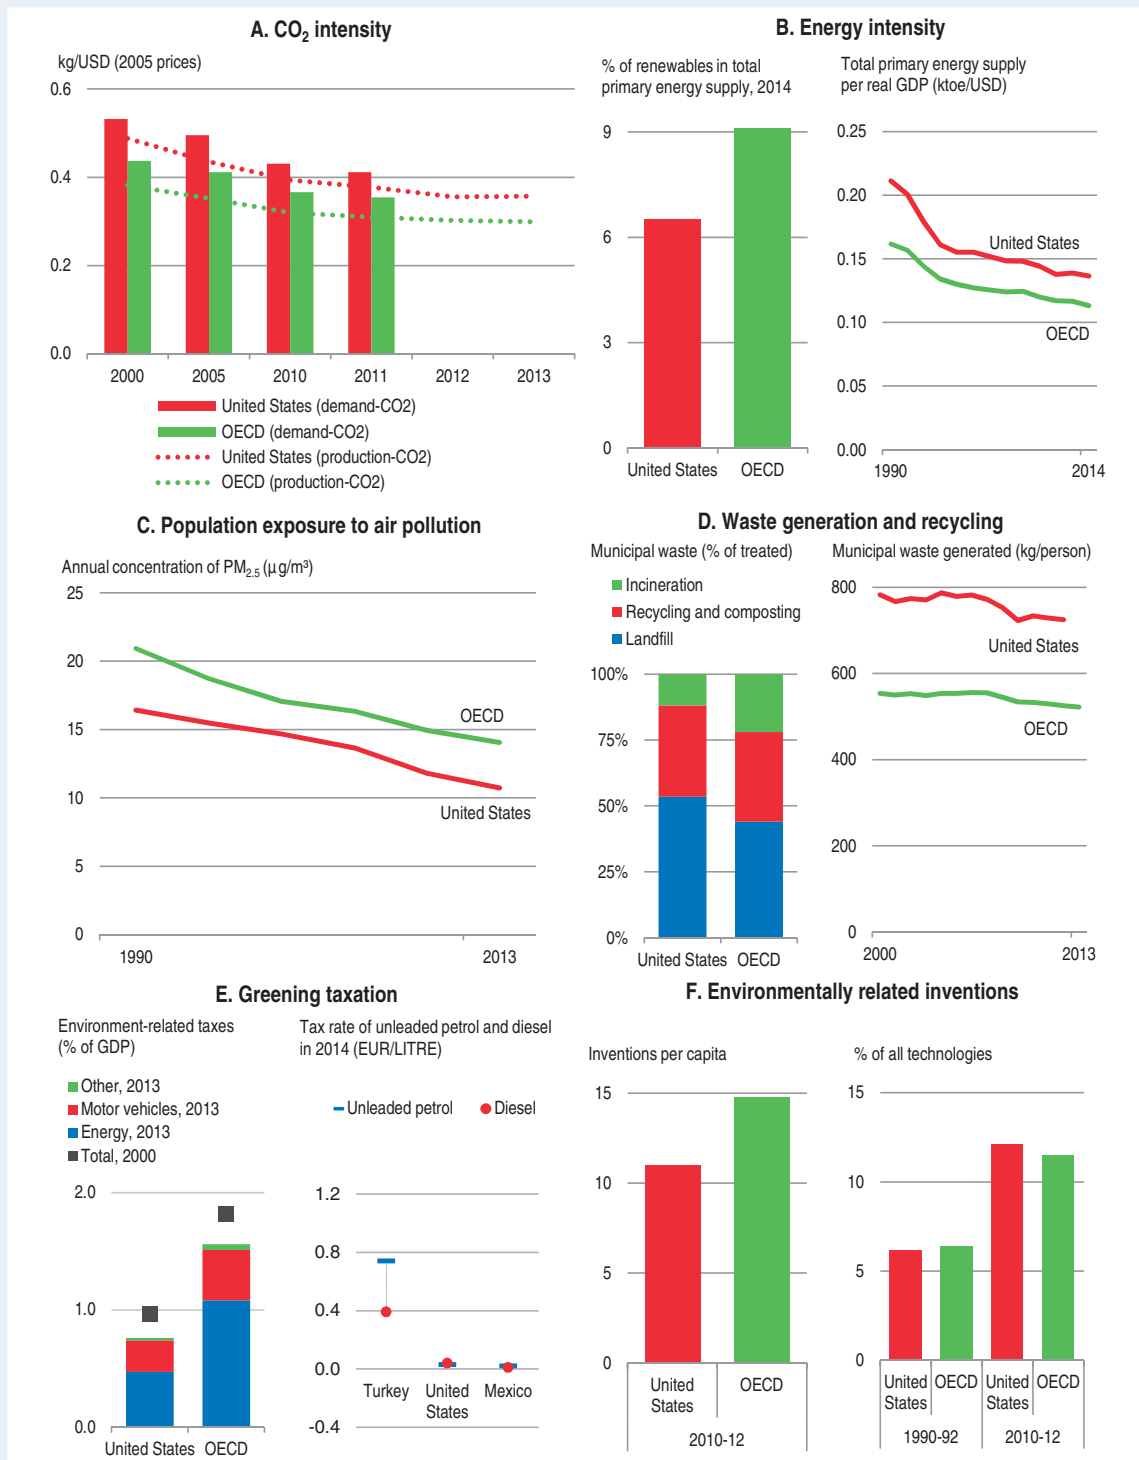 A. CO2 intensity
kg/USD (2005 prices)
0.6
0.4
0.2
0.0
2000 2005 2010 2011 2012 2013
United States (demand-CO2)
OECD (demand-CO2)
United States (production-CO2)
OECD (production-CO2)
B. Energy intensity
% of renewables in total
primary energy supply, 2014
9
6
3
0
United States OECD
Total primary energy supply
per real GDP (ktoe/USD)
0.25
0.20
0.15
0.10
0.05
0.00
United States
OECD
1990 2014
C. Population exposure to air pollution
Annual concentration of PM2.5 (µg/m³)
25
20
15
10
5
0
OECD
United States
1990 2013
D. Waste generation and recycling
Municipal waste (% of treated)
Incineration
Recycling and composting
Landfill
100%
75%
50%
25%
0%
United States OECD
Municipal waste generated (kg/person)
800
600
400
200
0
United States
OECD
2000 2013
E. Greening taxation
Environment-related taxes
(% of GDP)
Other, 2013
Motor vehicles, 2013
Energy, 2013
Total, 2000
2.0
1.0
0.0
United States OECD
Tax rate of unleaded petrol and diesel
in 2014 (EUR/LITRE)
Unleaded petrol Diesel
1.2
0.8
0.4
0.0
-0.4
Turkey United Mexico
States
F. Environmentally related inventions
Inventions per capita
15
10
5
0
United OECD
States
2010-12
% of all technologies
15
10
5
0
United OECD United OECD
States States
1990-92 2010-12